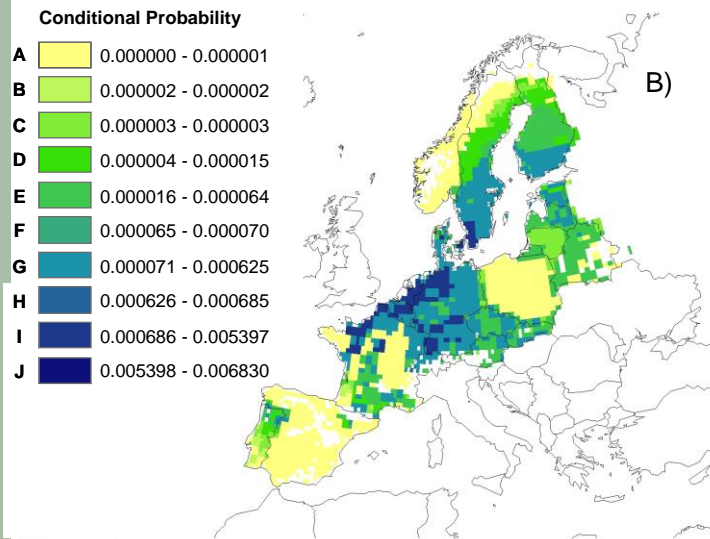 Conditional Probability
A 0.000000 - 0.000001
B 0.000002 - 0.000002
C 0.000003 - 0.000003
D 0.000004 - 0.000015
E 0.000016 - 0.000064
F 0.000065 - 0.000070
G 0.000071 - 0.000625
H 0.000626 - 0.000685
I 0.000686 - 0.005397
J 0.005398 - 0.006830
B)